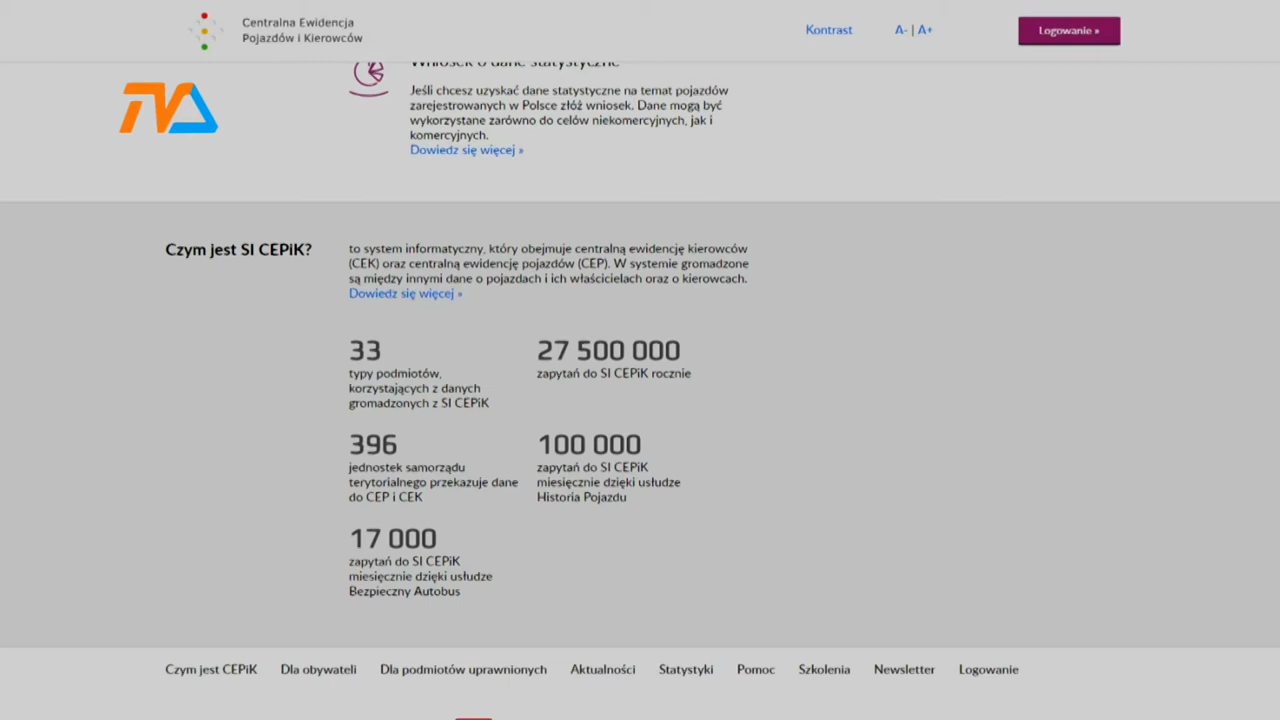 Centralna Ewidencja
Pojazdów i Kierowców
Kontrast
A- | A+
Logowanie »
TVA
Wniosek o dane statystyczne
Jeśli chcesz uzyskać dane statystyczne na temat pojazdów
zarejestrowanych w Polsce złóż wniosek. Dane mogą być
wykorzystane zarówno do celów niekomercyjnych, jak i
komercyjnych.
Dowiedz się więcej »
Czym jest SI CEPiK?
to system informatyczny, który obejmuje centralną ewidencję kierowców
(CEK) oraz centralną ewidencję pojazdów (CEP). W systemie gromadzone
są między innymi dane o pojazdach i ich właścicielach oraz o kierowcach.
Dowiedz się więcej »
33
typy podmiotów,
korzystających z danych
gromadzonych z SI CEPiK
27 500 000
zapytań do SI CEPiK rocznie
396
jednostek samorządu
terytorialnego przekazuje dane
do CEP i CEK
100 000
zapytań do SI CEPiK
miesięcznie dzięki usłudze
Historia Pojazdu
17 000
zapytań do SI CEPiK
miesięcznie dzięki usłudze
Bezpieczny Autobus
Czym jest CEPiK
Dla obywateli
Dla podmiotów uprawnionych
Aktualności
Statystyki
Pomoc
Szkolenia
Newsletter
Logowanie